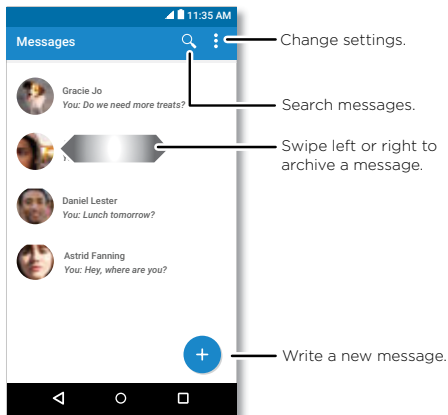 11:35 AM
Messages
Change settings.
Gracie Jo
You: Do we need more treats?
Search messages.
Swipe left or right to
archive a message.
Daniel Lester
You: Lunch tomorrow?
Astrid Fanning
You: Hey, where are you?
Write a new message.